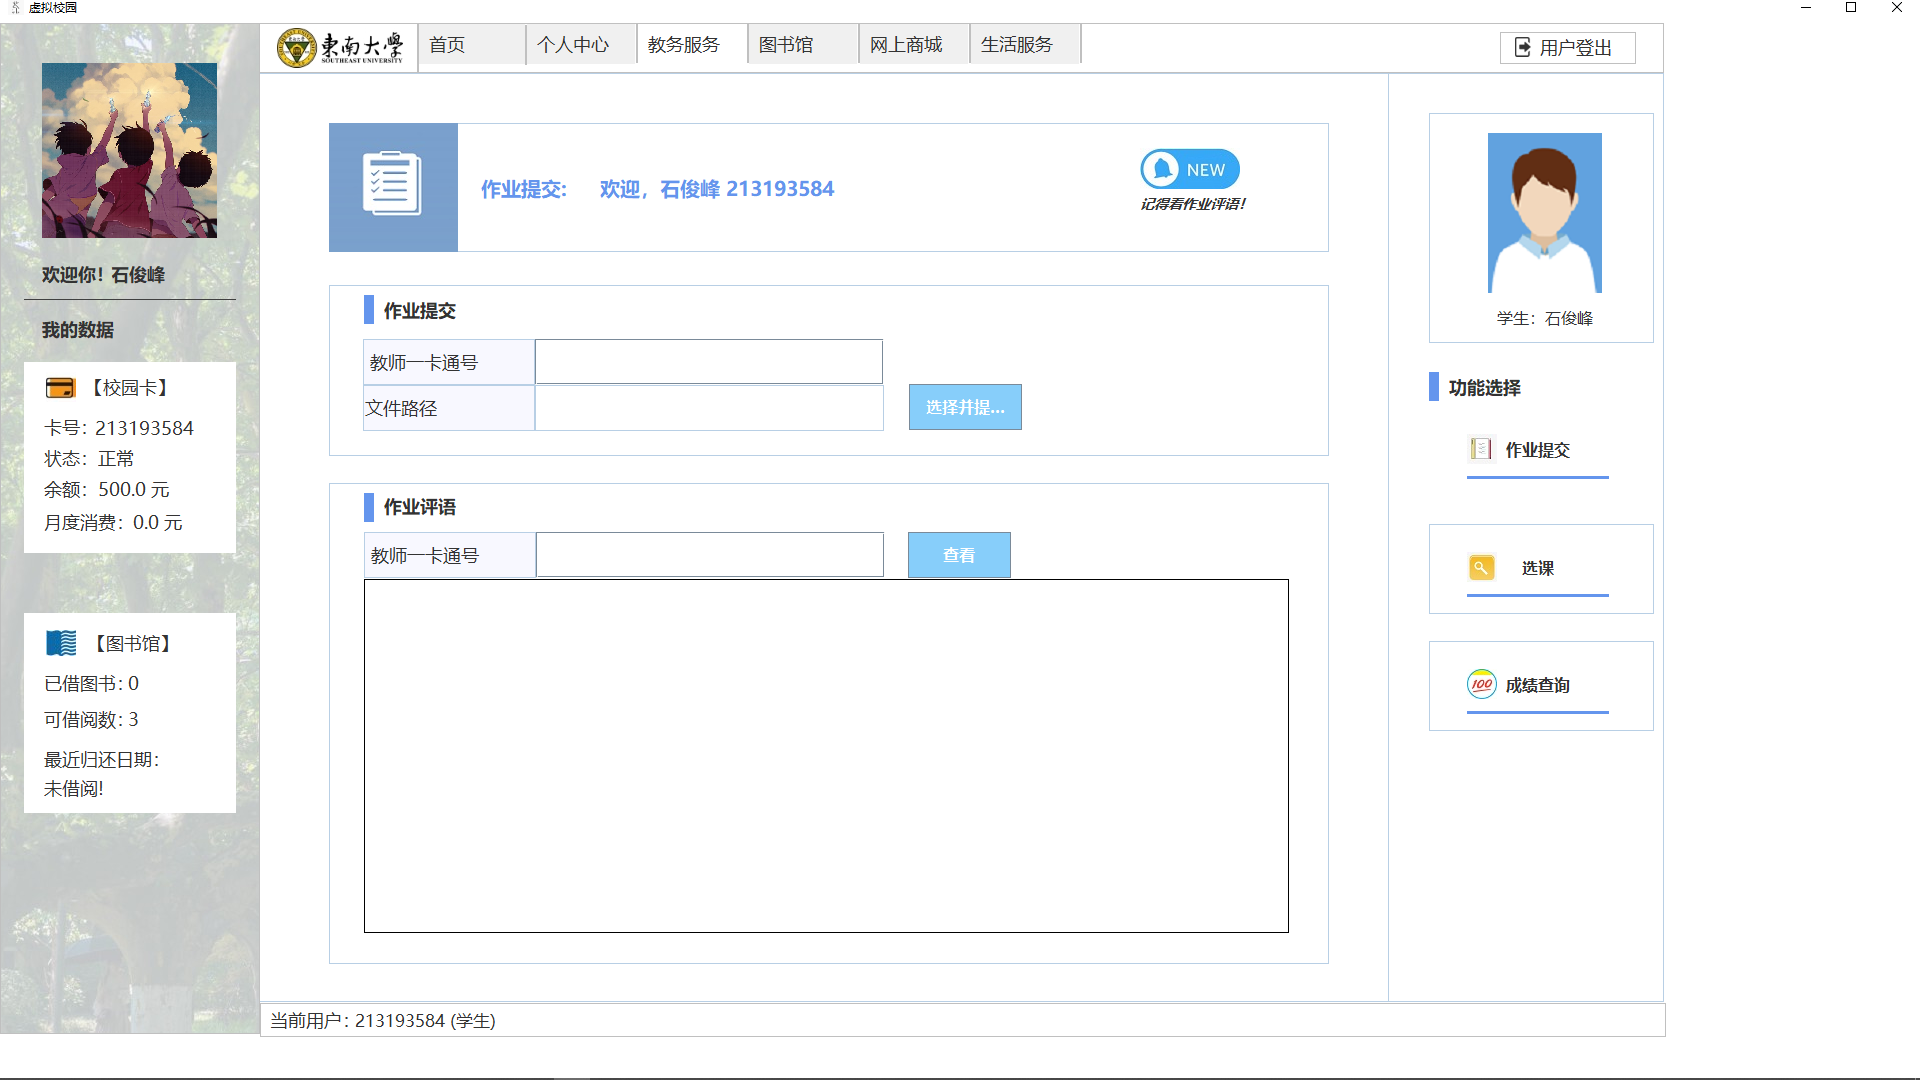 虚拟校园
東南大學
SOUTHEAST UNIVERSITY
首页
个人中心
教务服务
图书馆
网上商城
生活服务
用户登出
欢迎你！石俊峰
我的数据
【校园卡】
卡号：213193584
状态：正常
余额：500.0 元
月度消费：0.0 元
【图书馆】
已借图书：0
可借阅数：3
最近归还日期：
未借阅!
作业提交:
欢迎，石俊峰 213193584
NEW
记得看作业评语！
作业提交
教师一卡通号
文件路径
选择并提...
作业评语
教师一卡通号
查看
学生：石俊峰
功能选择
作业提交
选课
100
成绩查询
当前用户：213193584 (学生)